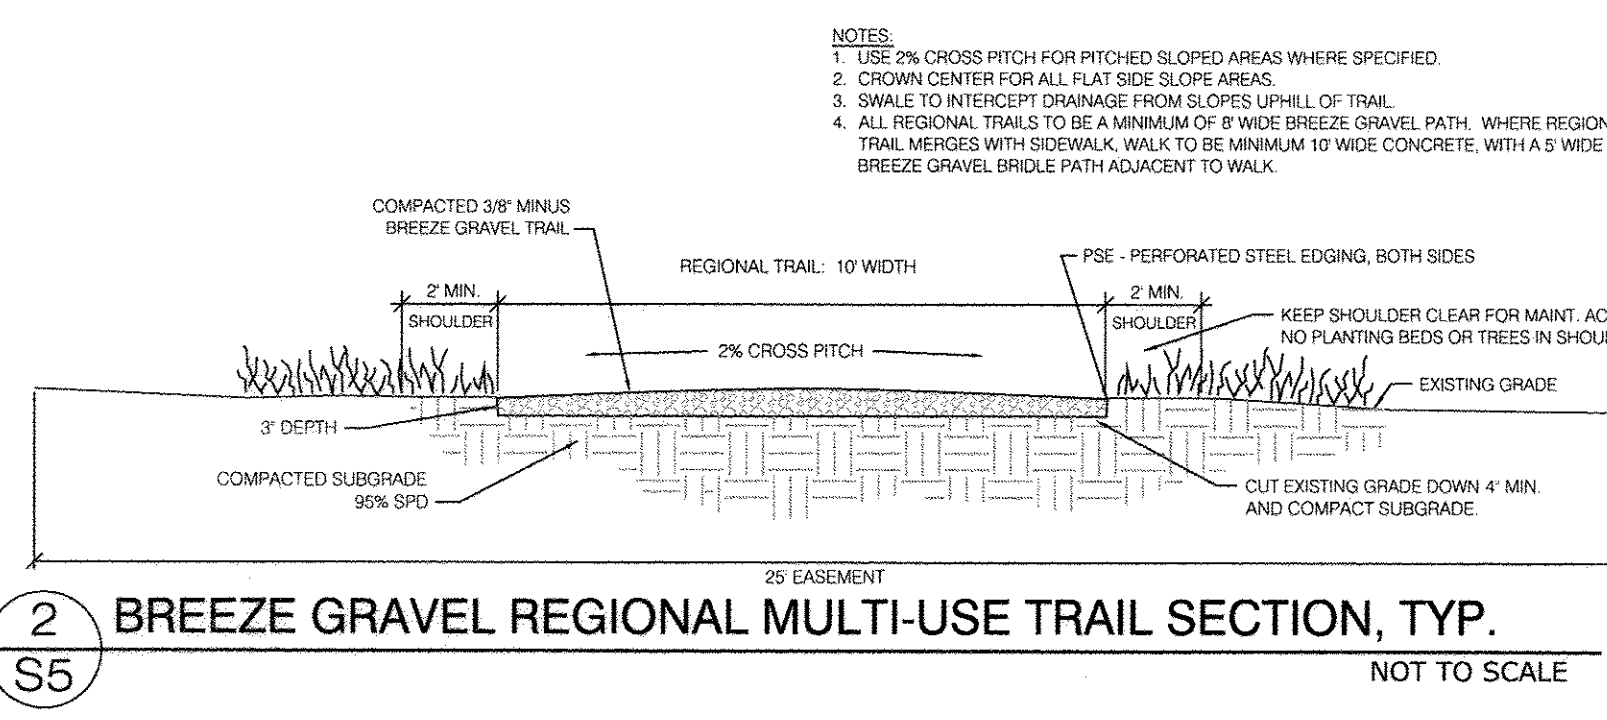 NOTES:
1. USE 2% CROSS PITCH FOR PITCHED SLOPED AREAS WHERE SPECIFIED.
2. CROWN CENTER FOR ALL FLAT SIDE SLOPE AREAS.
3. SWALE TO INTERCEPT DRAINAGE FROM SLOPES UPHILL OF TRAIL.
4. ALL REGIONAL TRAILS TO BE A MINIMUM OF 8' WIDE BREEZE GRAVEL PATH. WHERE REGION
TRAIL MERGES WITH SIDEWALK, WALK TO BE MINIMUM 10' WIDE CONCRETE, WITH A 5' WIDE
BREEZE GRAVEL BRIDLE PATH ADJACENT TO WALK.
COMPACTED 3/8" MINUS
BREEZE GRAVEL TRAIL
REGIONAL TRAIL: 10' WIDTH
PSE - PERFORATED STEEL EDGING, BOTH SIDES
2' MIN.
SHOULDER
2' MIN.
SHOULDER
KEEP SHOULDER CLEAR FOR MAINT. AC
NO PLANTING BEDS OR TREES IN SHOU
2% CROSS PITCH
EXISTING GRADE
3" DEPTH
COMPACTED SUBGRADE
95% SPD
CUT EXISTING GRADE DOWN 4" MIN.
AND COMPACT SUBGRADE.
25' EASEMENT
2
S5
BREEZE GRAVEL REGIONAL MULTI-USE TRAIL SECTION, TYP.
NOT TO SCALE